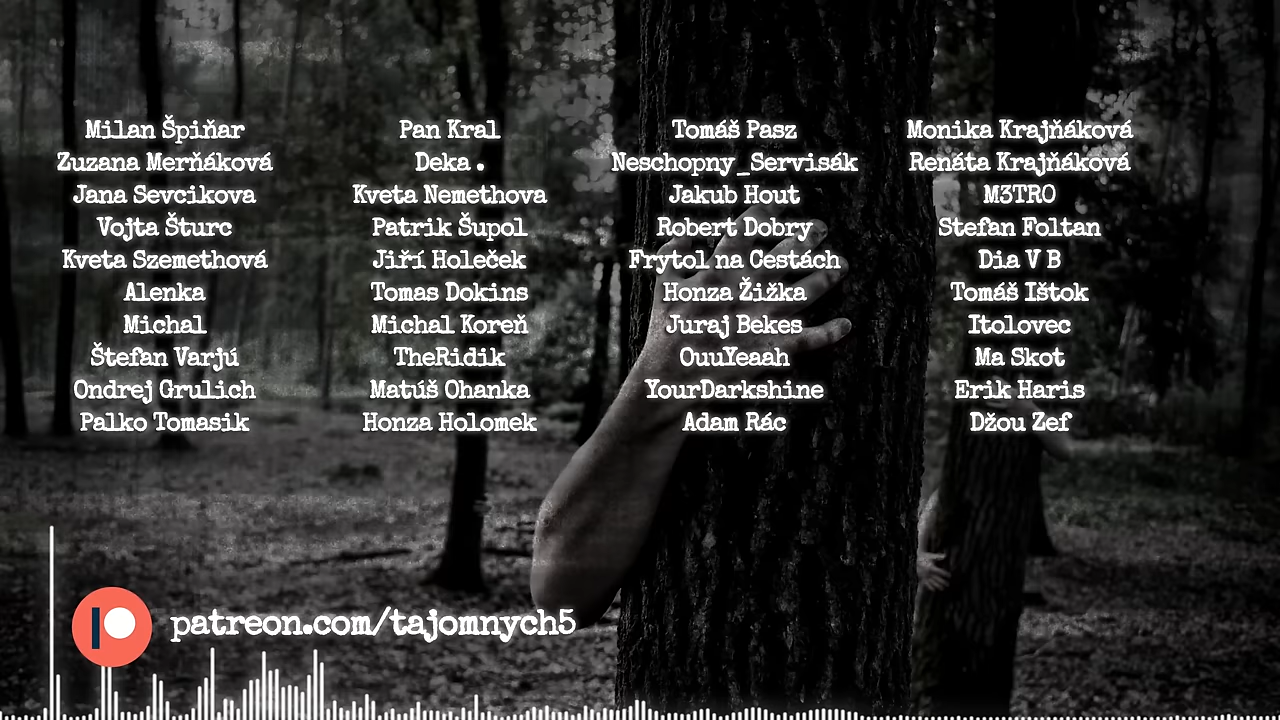 Milan Špiňar
Zuzana Merňáková
Jana Sevcikova
Vojta Šturc
Kveta Szemethová
Alenka
Michal
Štefan Varjú
Ondrej Grulich
Palko Tomasik
Pan Kral
Deka .
Kveta Nemethova
Patrik Šupol
Jiří Holeček
Tomas Dokins
Michal Koreň
TheRidik
Matúš Ohanka
Honza Holomek
Tomáš Pasz
Neschopny_Servisák
Jakub Hout
Robert Dobry
Frytol na Cestách
Honza Žižka
Juraj Bekes
OuuYeaah
YourDarkshine
Adam Rác
Monika Krajňáková
Renáta Krajňáková
M3TRO
Stefan Foltan
Dia V B
Tomáš Ištok
Itolovec
Ma Skot
Erik Haris
Džou Zef
patreon.com/tajomnych5